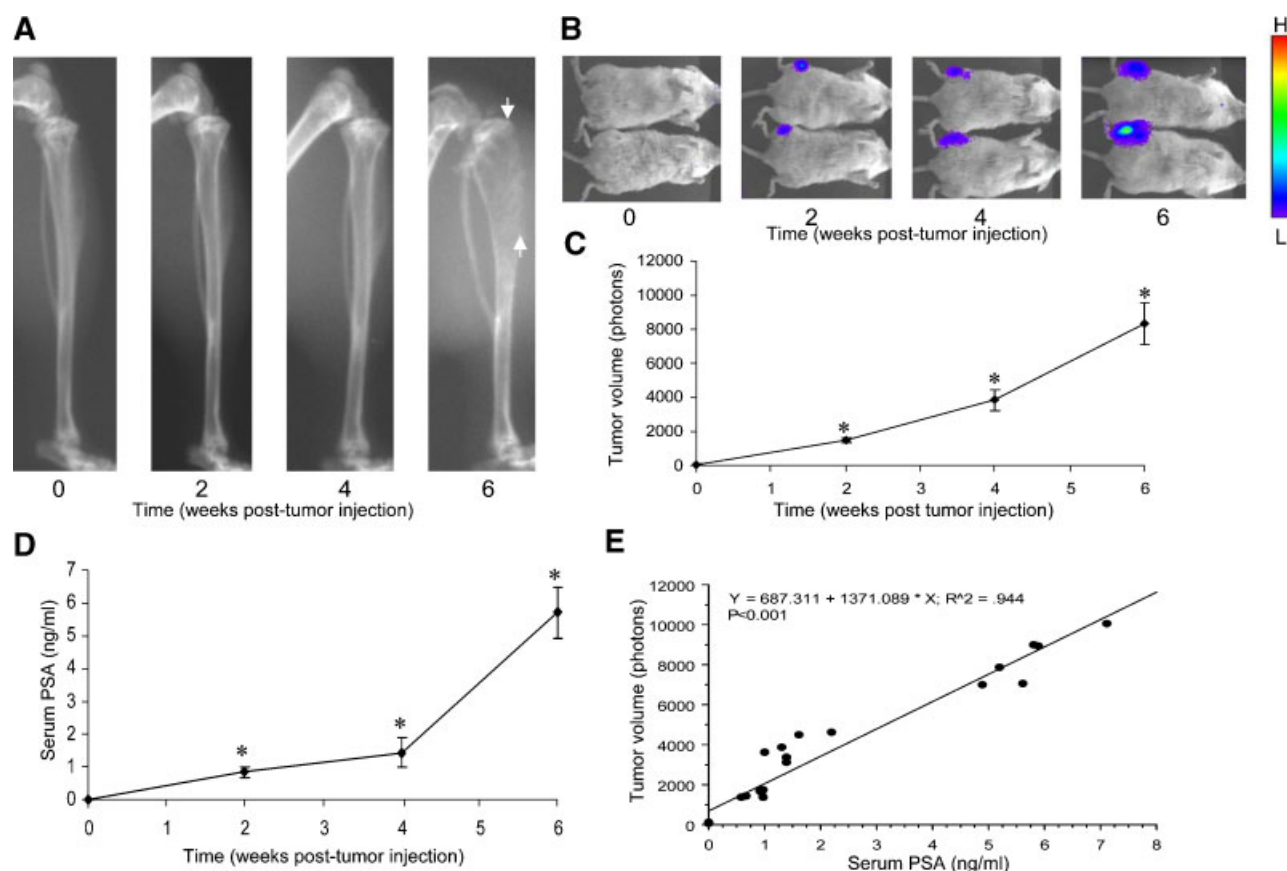 A
0 2 4 6
Time (weeks post-tumor injection)
B
H
L
0 2 4 6
Time (weeks post-tumor injection)
C
12000
10000
8000
6000
4000
2000
0
Tumor volume (photons)
* * *
0 1 2 3 4 5 6
Time (weeks post tumor injection)
D
7
6
5
4
3
2
1
0
Serum PSA (ng/ml)
* * *
0 1 2 3 4 5 6
Time (weeks post-tumor injection)
E
Y = 687.311 + 1371.089 * X; R^2 = .944
P<0.001
12000
10000
8000
6000
4000
2000
0
Tumor volume (photons)
0 1 2 3 4 5 6 7 8
Serum PSA (ng/ml)